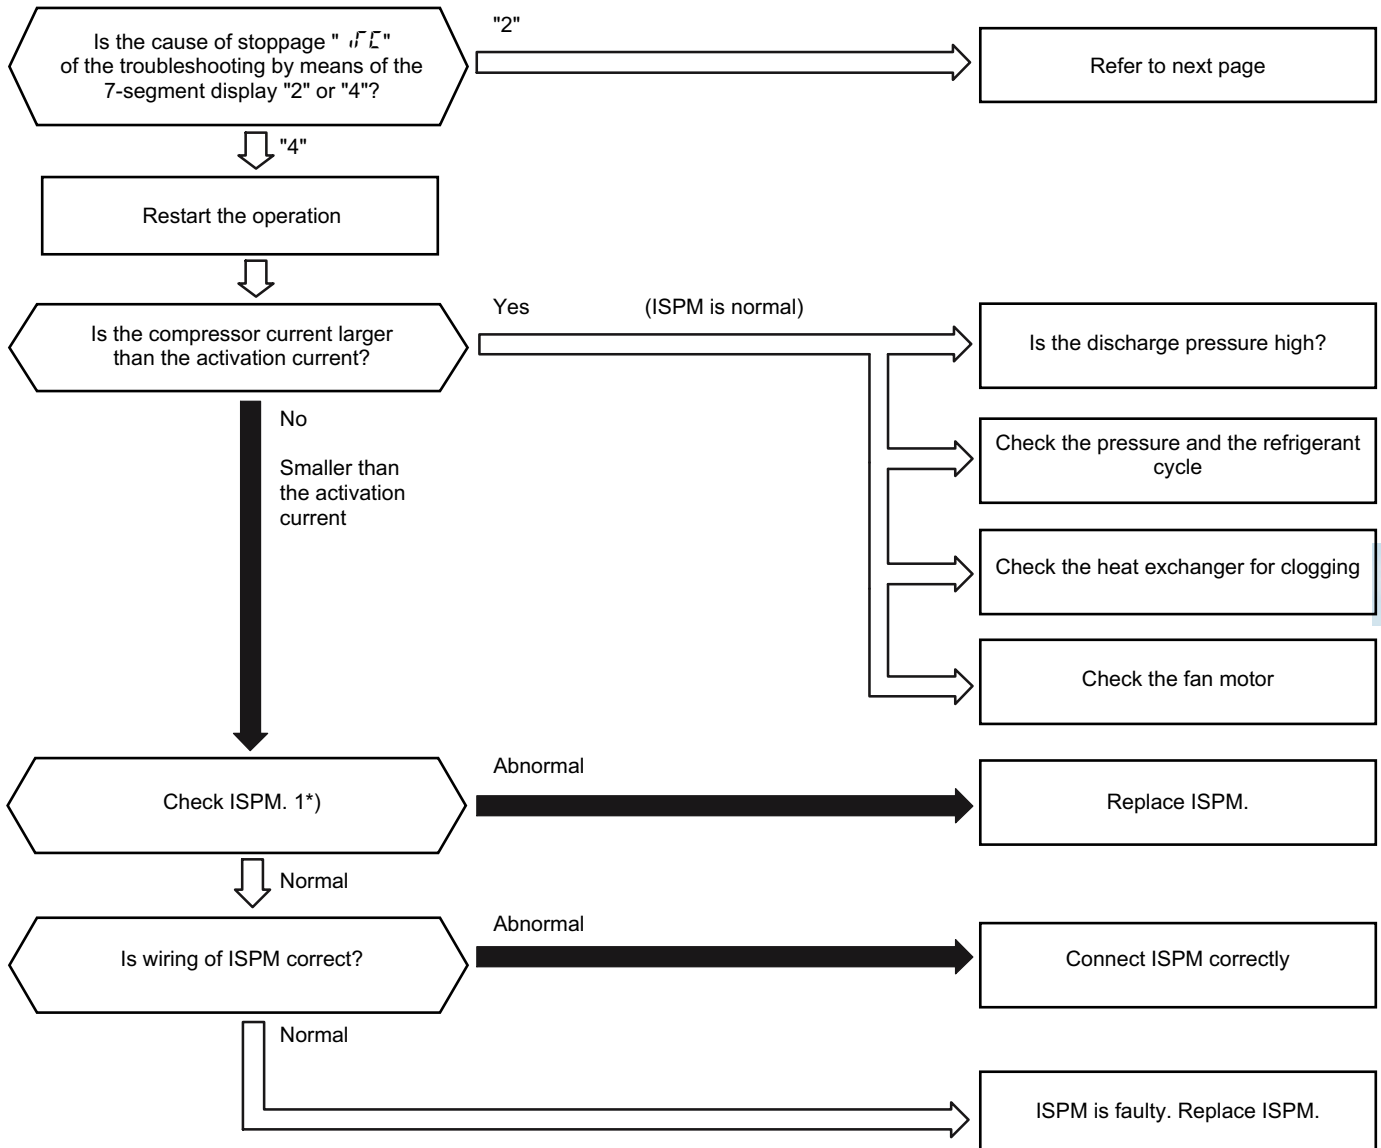 Is the cause of stoppage " iTC"
of the troubleshooting by means of the
7-segment display "2" or "4"?
"2"
Refer to next page
"4"
Restart the operation
Is the compressor current larger
than the activation current?
Yes (ISPM is normal)
Is the discharge pressure high?
No
Smaller than
the activation
current
Check the pressure and the refrigerant
cycle
Check the heat exchanger for clogging
Check the fan motor
Check ISPM. 1*)
Abnormal
Replace ISPM.
Normal
Is wiring of ISPM correct?
Abnormal
Connect ISPM correctly
Normal
ISPM is faulty. Replace ISPM.